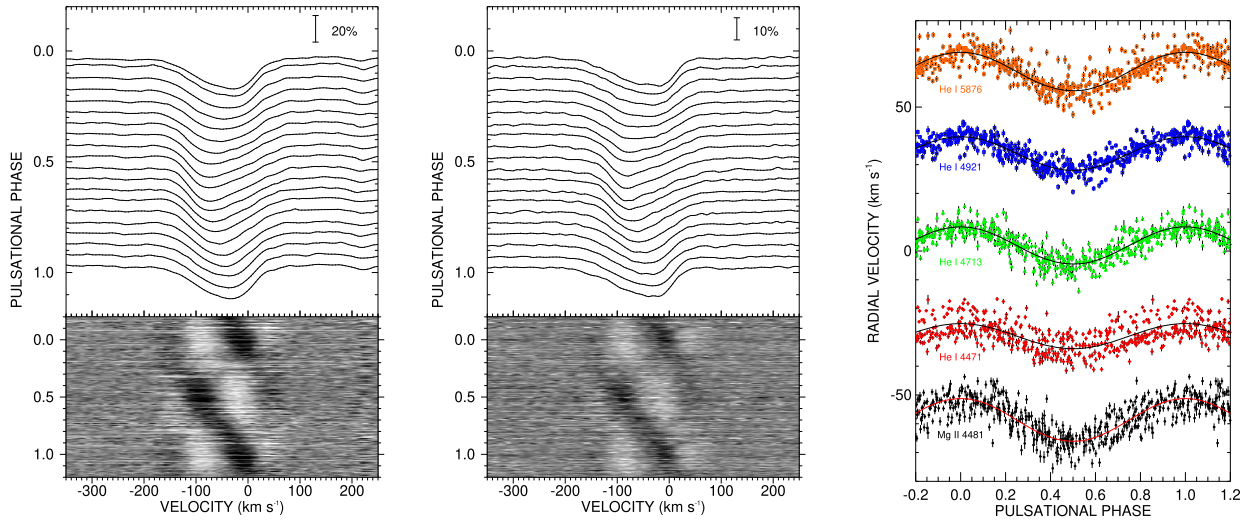 20%
PULSATIONAL PHASE
0.0
0.5
1.0
0.0
0.5
1.0
-300 -200 -100 0 100 200
VELOCITY (km s⁻¹)
10%
PULSATIONAL PHASE
0.0
0.5
1.0
0.0
0.5
1.0
-300 -200 -100 0 100 200
VELOCITY (km s⁻¹)
RADIAL VELOCITY (km s⁻¹)
50
0
-50
He I 5876
He I 4921
He I 4713
He I 4471
Mg II 4481
-0.2 0.0 0.2 0.4 0.6 0.8 1.0 1.2
PULSATIONAL PHASE